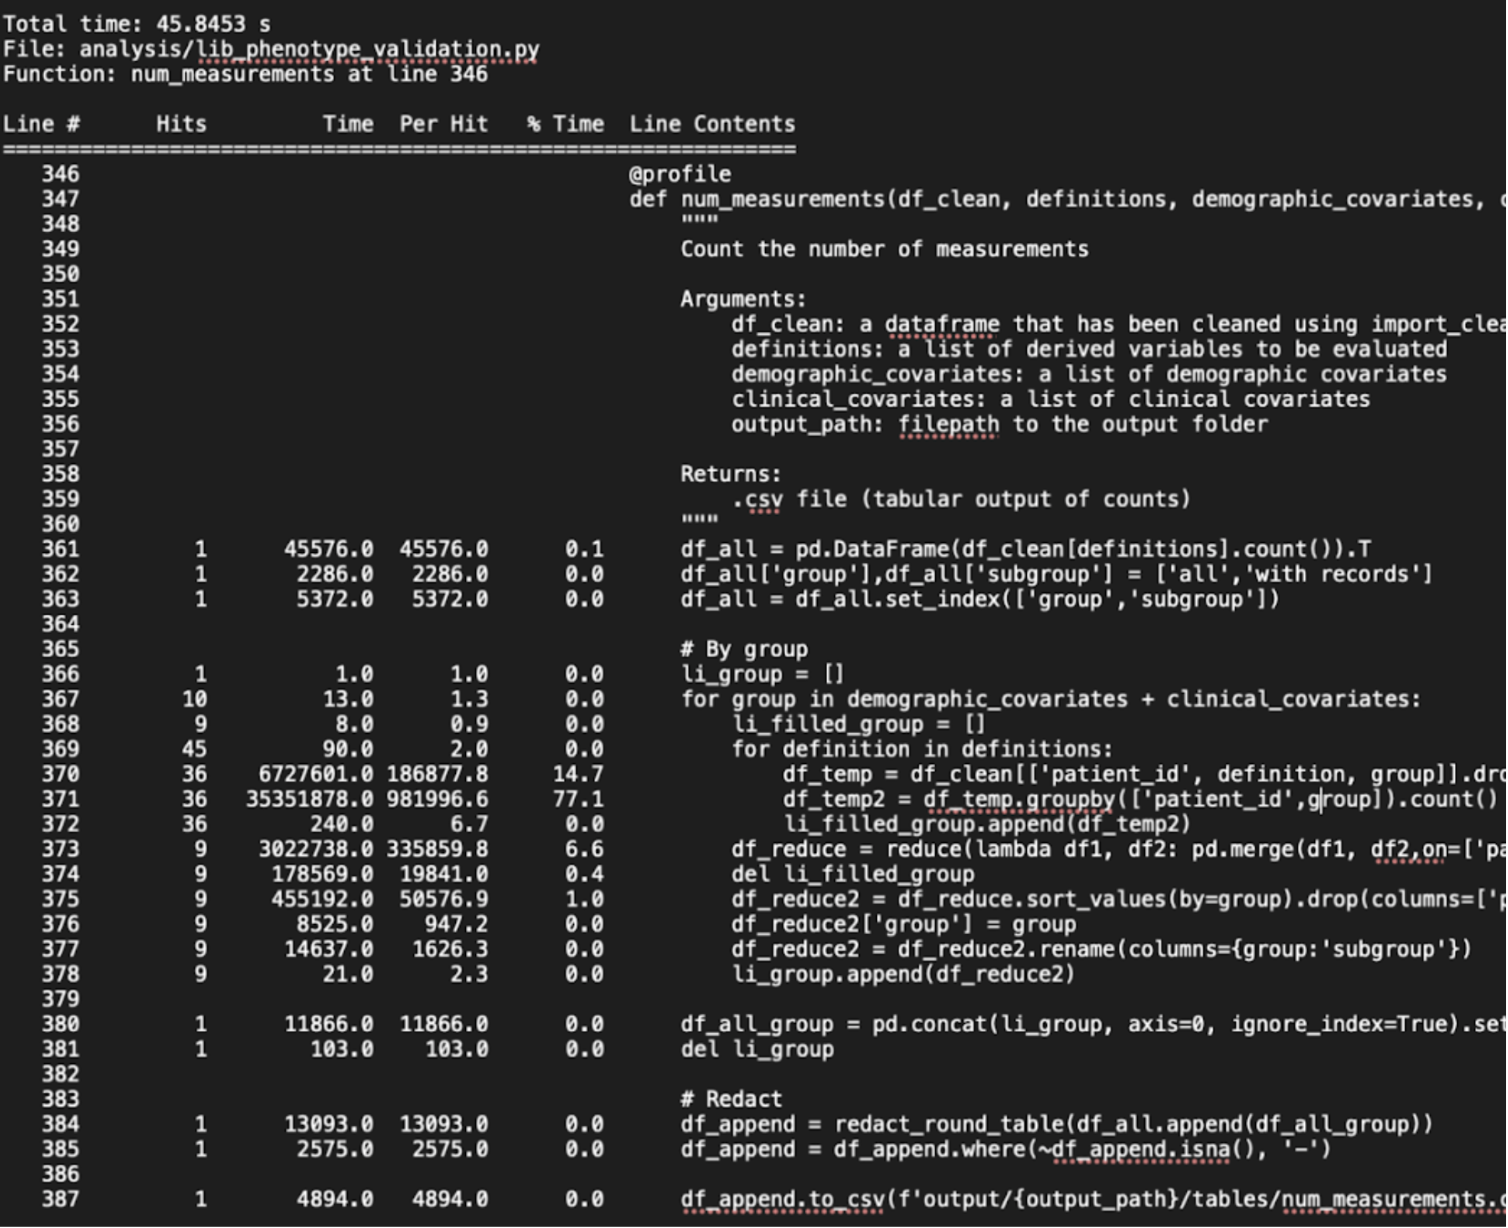 Total time: 45.8453 s
File: analysis/lib_phenotype_validation.py
Function: num_measurements at line 346

Line #      Hits         Time  Per Hit   % Time  Line Contents
==============================================================
   346                                           @profile
   347                                           def num_measurements(df_clean, definitions, demographic_covariates,
   348                                               """
   349                                               Count the number of measurements
   350
   351                                               Arguments:
   352                                                   df_clean: a dataframe that has been cleaned using import_clea
   353                                                   definitions: a list of derived variables to be evaluated
   354                                                   demographic_covariates: a list of demographic covariates
   355                                                   clinical_covariates: a list of clinical covariates
   356                                                   output_path: filepath to the output folder
   357
   358                                               Returns:
   359                                                   .csv file (tabular output of counts)
   360                                               """
   361         1      45576.0  45576.0      0.1      df_all = pd.DataFrame(df_clean[definitions].count()).T
   362         1       2286.0   2286.0      0.0      df_all['group'],df_all['subgroup'] = ['all','with records']
   363         1       5372.0   5372.0      0.0      df_all = df_all.set_index(['group','subgroup'])
   364
   365                                               # By group
   366         1          1.0      1.0      0.0      li_group = []
   367        10         13.0      1.3      0.0      for group in demographic_covariates + clinical_covariates:
   368         9          8.0      0.9      0.0          li_filled_group = []
   369        45         90.0      2.0      0.0          for definition in definitions:
   370        36    6727601.0 186877.8     14.7              df_temp = df_clean[['patient_id', definition, group]].dro
   371        36   35351878.0 981996.6     77.1              df_temp2 = df_temp.groupby(['patient_id',group]).count()
   372        36        240.0      6.7      0.0              li_filled_group.append(df_temp2)
   373         9    3022738.0 335859.8      6.6          df_reduce = reduce(lambda df1, df2: pd.merge(df1, df2,on=['pa
   374         9     178569.0  19841.0      0.4          del li_filled_group
   375         9     455192.0  50576.9      1.0          df_reduce2 = df_reduce.sort_values(by=group).drop(columns=['p
   376         9       8525.0    947.2      0.0          df_reduce2['group'] = group
   377         9      14637.0   1626.3      0.0          df_reduce2 = df_reduce2.rename(columns={group:'subgroup'})
   378         9         21.0      2.3      0.0          li_group.append(df_reduce2)
   379
   380         1      11866.0  11866.0      0.0      df_all_group = pd.concat(li_group, axis=0, ignore_index=True).set
   381         1        103.0    103.0      0.0      del li_group
   382
   383                                               # Redact
   384         1      13093.0  13093.0      0.0      df_append = redact_round_table(df_all.append(df_all_group))
   385         1       2575.0   2575.0      0.0      df_append = df_append.where(~df_append.isna(), '-')
   386
   387         1       4894.0   4894.0      0.0      df_append.to_csv(f'output/{output_path}/tables/num_measurements.c